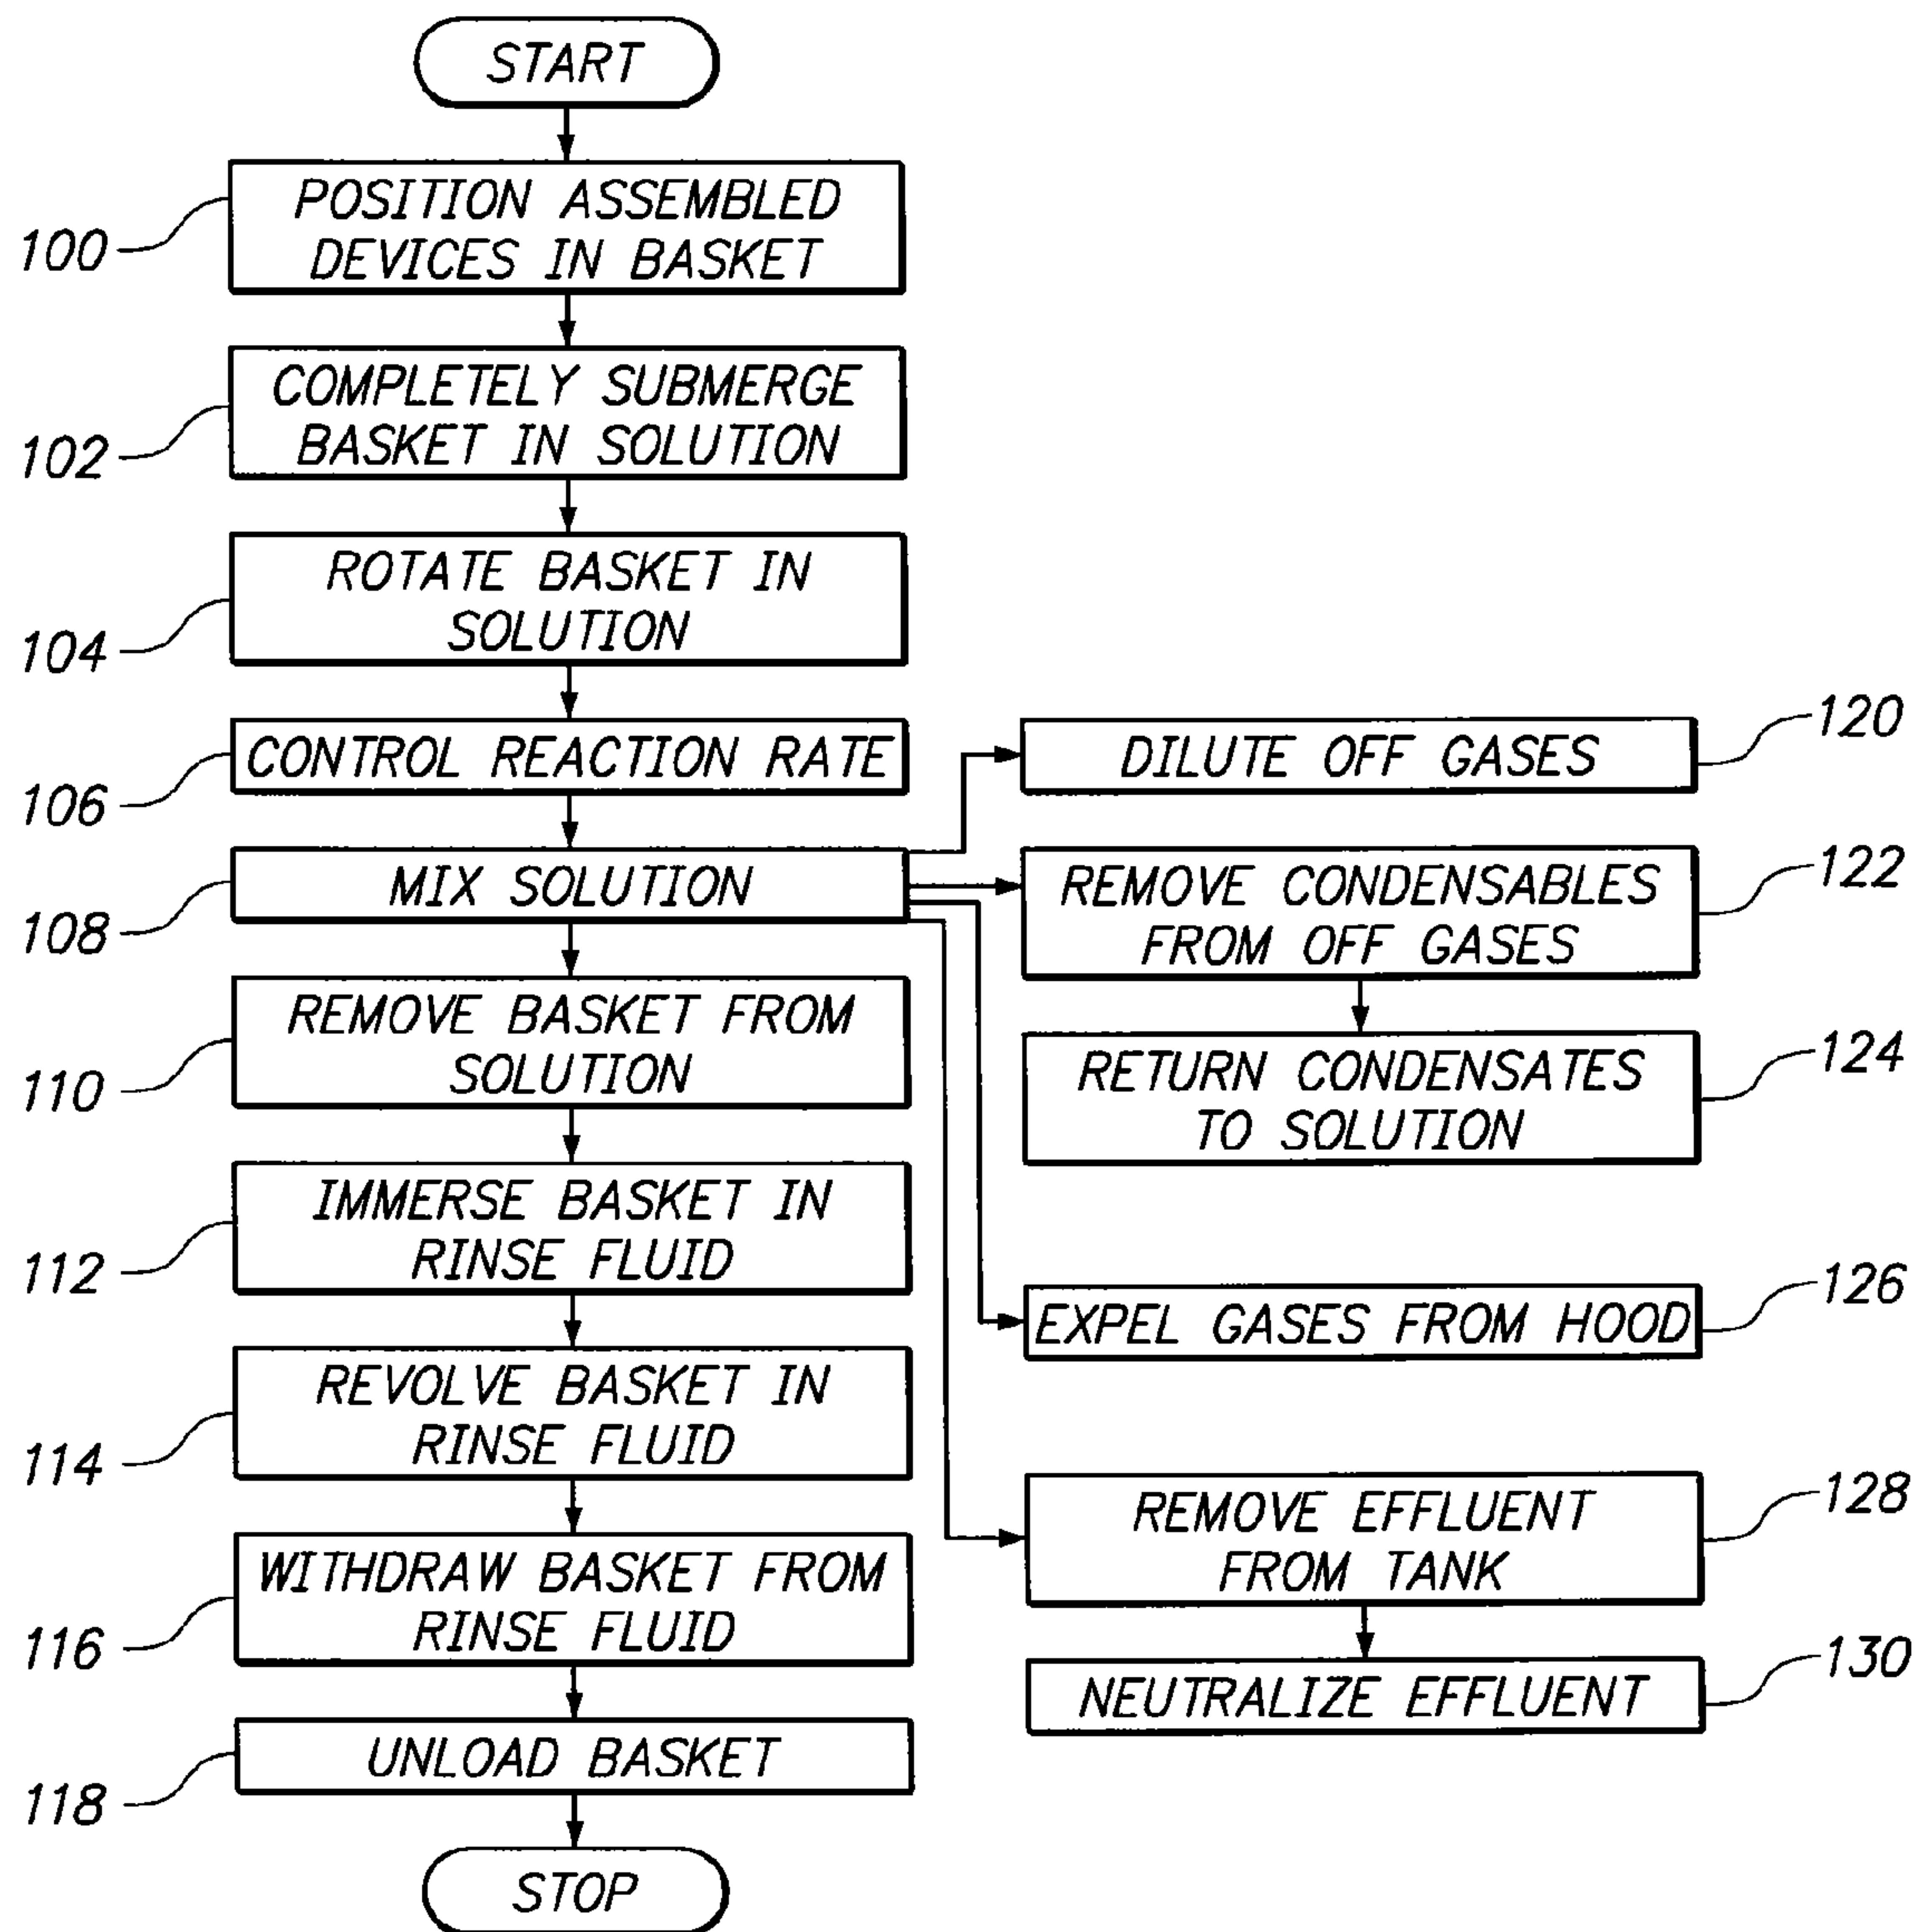 START
100
POSITION ASSEMBLED
DEVICES IN BASKET
102
COMPLETELY SUBMERGE
BASKET IN SOLUTION
104
ROTATE BASKET IN
SOLUTION
106
CONTROL REACTION RATE
108
MIX SOLUTION
110
REMOVE BASKET FROM
SOLUTION
112
IMMERSE BASKET IN
RINSE FLUID
114
REVOLVE BASKET IN
RINSE FLUID
116
WITHDRAW BASKET FROM
RINSE FLUID
118
UNLOAD BASKET
STOP
DILUTE OFF GASES
120
REMOVE CONDENSABLES
FROM OFF GASES
122
RETURN CONDENSATES
TO SOLUTION
124
EXPEL GASES FROM HOOD
126
REMOVE EFFLUENT
FROM TANK
128
NEUTRALIZE EFFLUENT
130